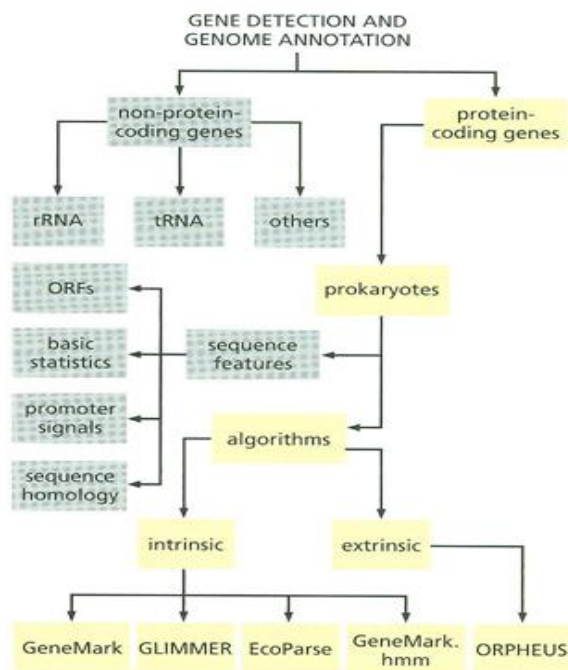 GENE DETECTION AND
GENOME ANNOTATION
non-protein-
coding genes
protein-
coding genes
rRNA
tRNA
others
ORFs
prokaryotes
basic
statistics
sequence
features
promoter
signals
algorithms
sequence
homology
intrinsic
extrinsic
GeneMark
GLIMMER
EcoParse
GeneMark.
hmm
ORPHEUS